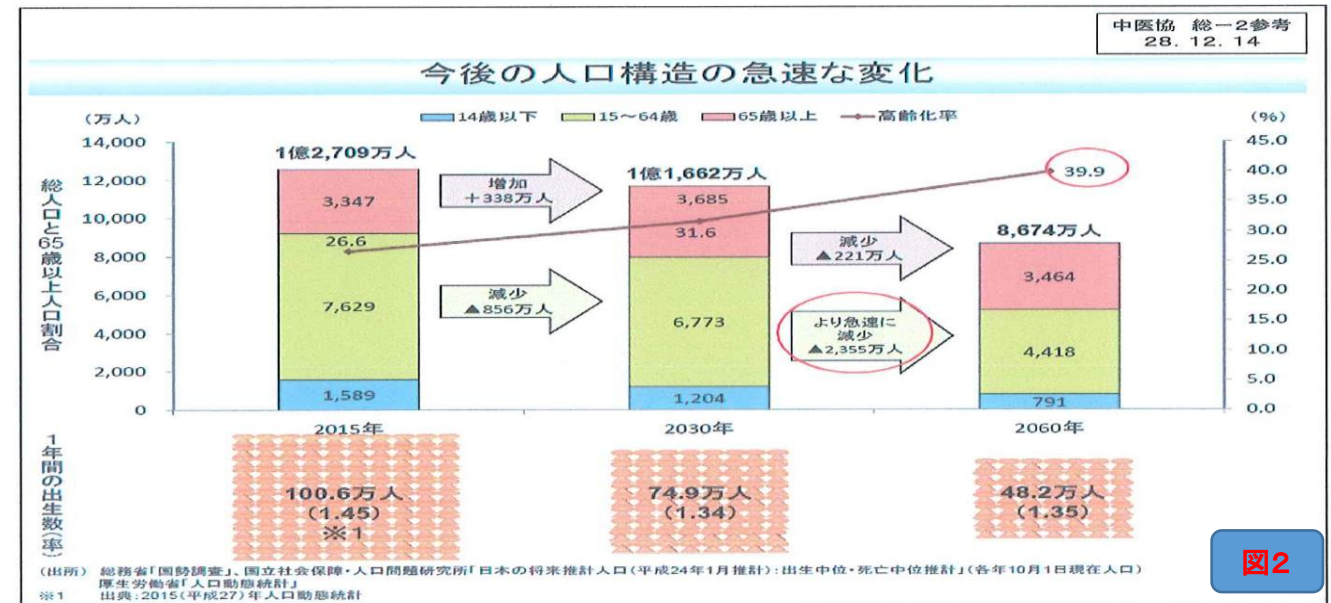 中医協 総－2参考
28. 12. 14
今後の人口構造の急速な変化
(万人)
14歳以下 15～64歳 65歳以上 高齢化率
(%)
総人口と65歳以上人口割合
14,000
12,000
10,000
8,000
6,000
4,000
2,000
0
45.0
40.0
35.0
30.0
25.0
20.0
15.0
10.0
5.0
0.0
1億2,709万人
3,347
26.6
7,629
1,589
増加
＋338万人
減少
▲856万人
1億1,662万人
3,685
31.6
6,773
1,204
減少
▲221万人
より急速に
減少
▲2,355万人
39.9
8,674万人
3,464
4,418
791
2015年 2030年 2060年
1年間の出生数(率)
100.6万人
(1.45)
※1
74.9万人
(1.34)
48.2万人
(1.35)
(出所) 総務省「国勢調査」、国立社会保障・人口問題研究所「日本の将来推計人口(平成24年1月推計):出生中位・死亡中位推計」(各年10月1日現在人口)
厚生労働省「人口動態統計」
※1 出典:2015(平成27)年人口動態統計
図2